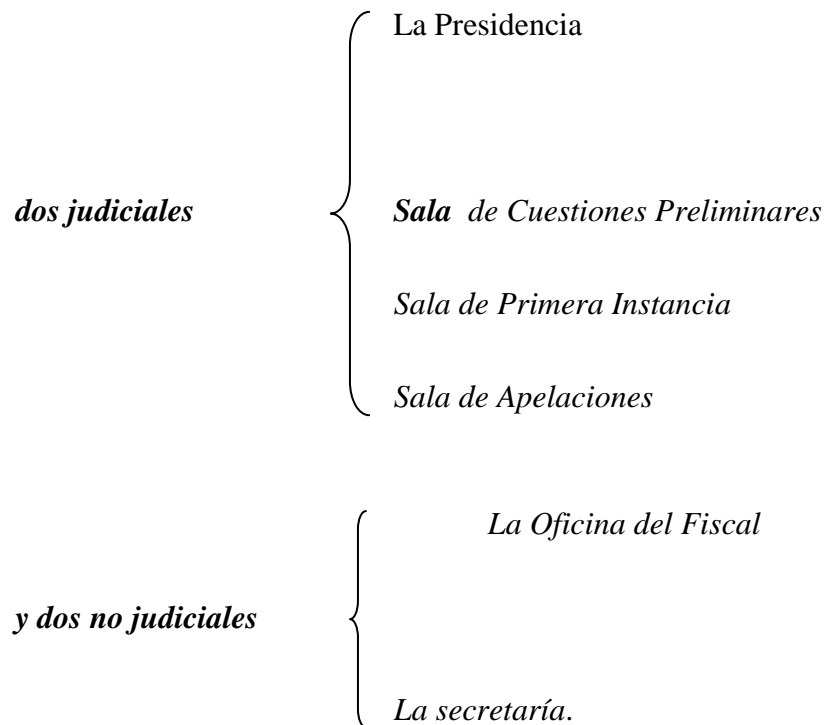 La Presidencia
dos judiciales
Sala de Cuestiones Preliminares
Sala de Primera Instancia
Sala de Apelaciones
La Oficina del Fiscal
y dos no judiciales
La secretaría.